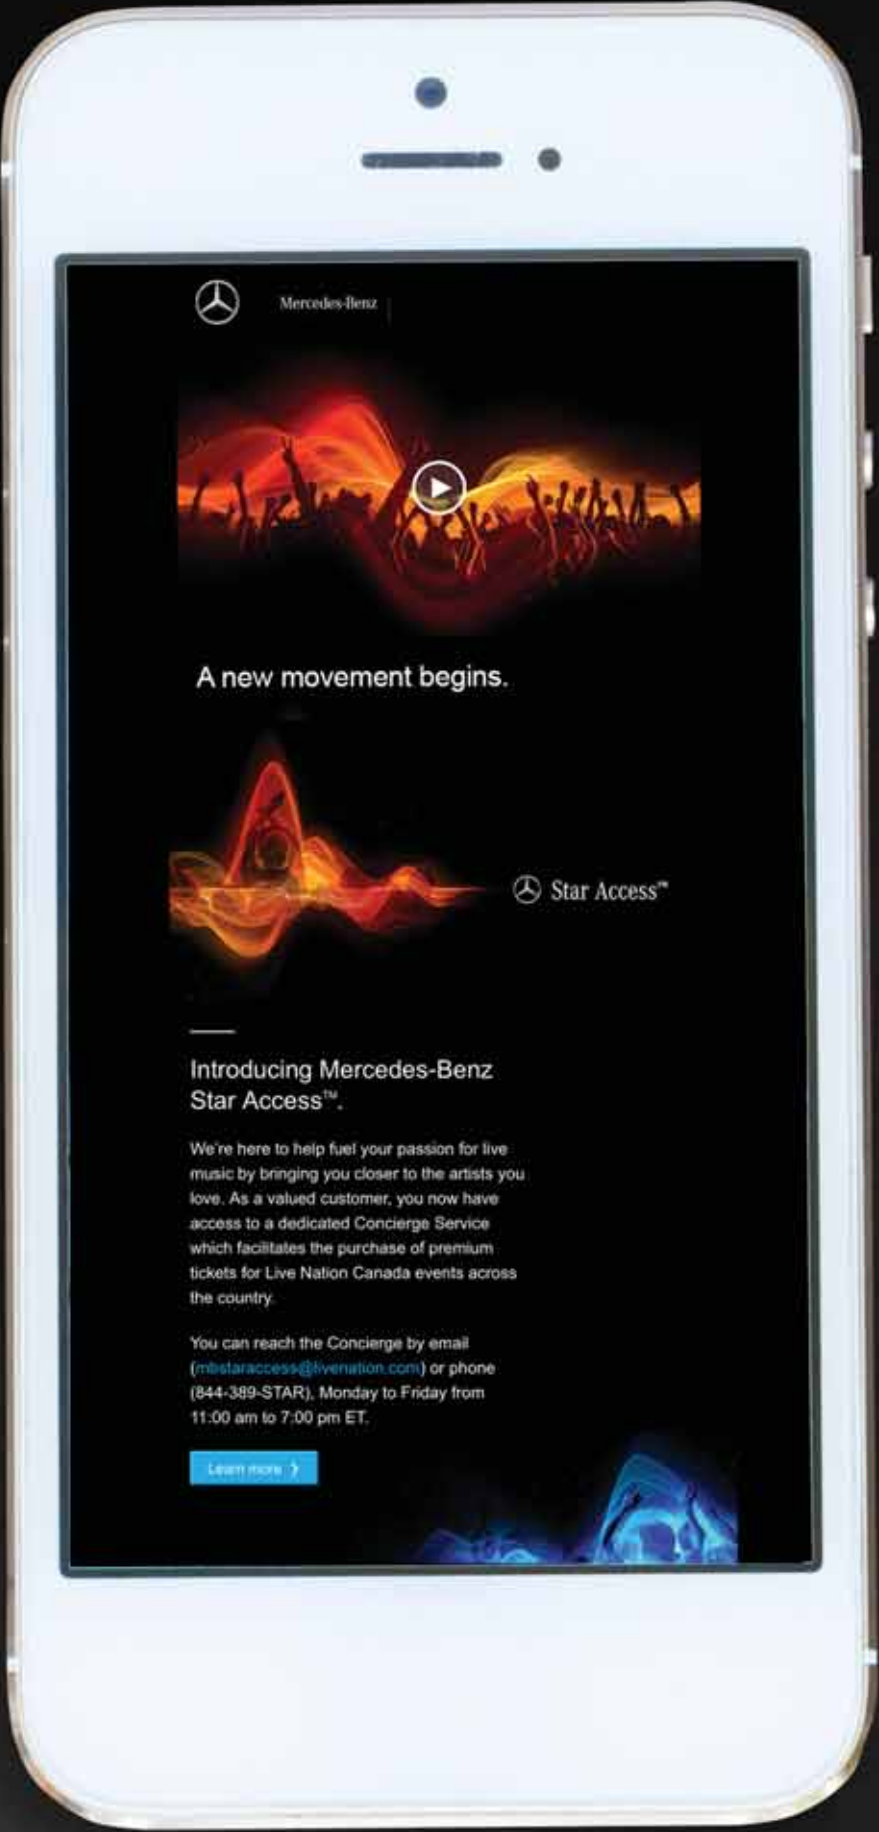 Mercedes-Benz
A new movement begins.
Star Access™
Introducing Mercedes-Benz
Star Access™.
We're here to help fuel your passion for live
music by bringing you closer to the artists you
love. As a valued customer, you now have
access to a dedicated Concierge Service
which facilitates the purchase of premium
tickets for Live Nation Canada events across
the country.
You can reach the Concierge by email
(mbstaraccess@livenation.com) or phone
(844-389-STAR), Monday to Friday from
11:00 am to 7:00 pm ET.
Learn more